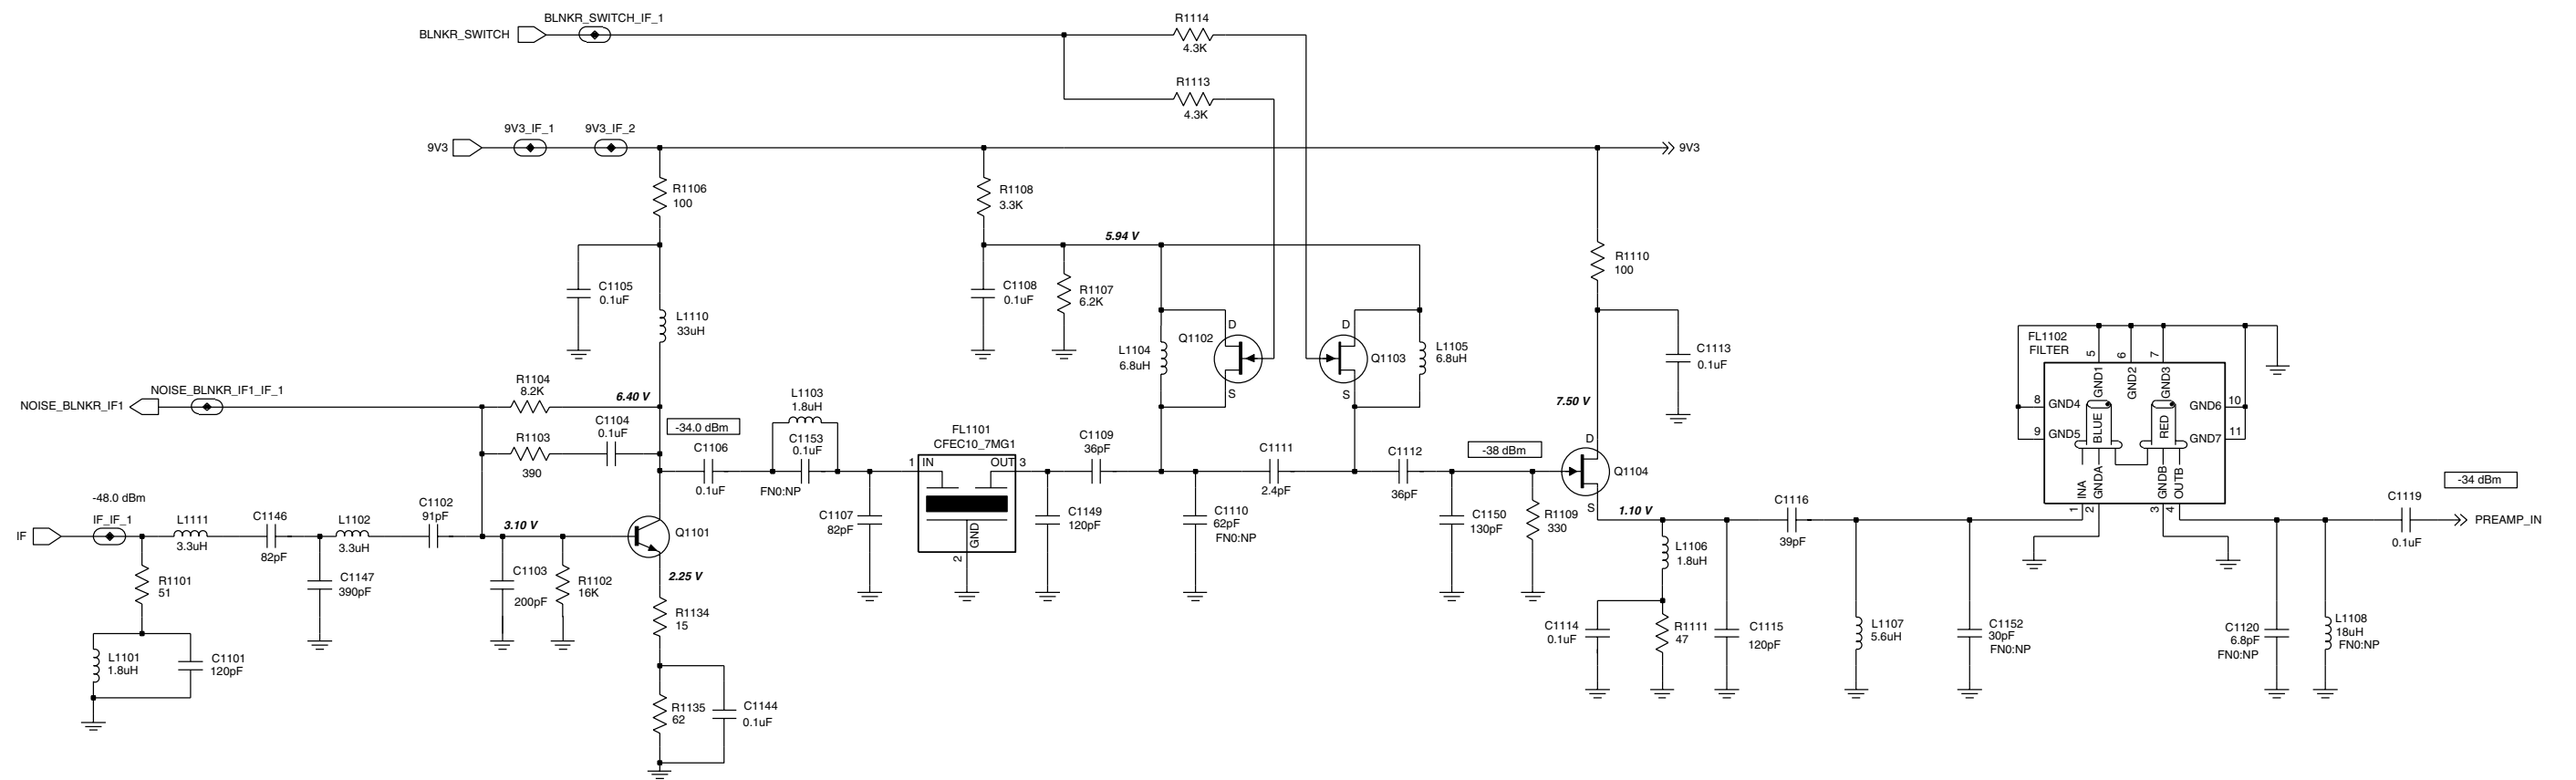 BLNKR_SWITCH_IF_1
BLNKR_SWITCH
R1114
4.3K
R1113
4.3K
9V3_IF_1
9V3_IF_2
9V3
9V3
R1106
100
R1108
3.3K
5.94 V
R1110
100
C1105
0.1uF
L1110
33uH
C1108
0.1uF
R1107
6.2K
L1104
6.8uH
Q1102
D
S
D
S
Q1103
L1105
6.8uH
C1113
0.1uF
NOISE_BLNKR_IF1
NOISE_BLNKR_IF1_IF_1
R1104
8.2K
6.40 V
R1103
390
C1104
0.1uF
-34.0 dBm
C1106
0.1uF
L1103
1.8uH
C1153
0.1uF
FN0:NP
C1107
82pF
FL1101
CFEC10_7MG1
1
IN
OUT
3
GND
2
C1149
120pF
C1109
36pF
C1110
62pF
FN0:NP
C1111
2.4pF
C1112
36pF
-38 dBm
C1150
130pF
R1109
330
7.50 V
D
Q1104
S
1.10 V
-48.0 dBm
IF
IF_IF_1
L1111
3.3uH
C1146
82pF
L1102
3.3uH
C1102
91pF
3.10 V
Q1101
R1101
51
C1147
390pF
C1103
200pF
R1102
16K
2.25 V
R1134
15
L1101
1.8uH
C1101
120pF
R1135
62
C1144
0.1uF
L1106
1.8uH
C1114
0.1uF
R1111
47
C1115
120pF
C1116
39pF
L1107
5.6uH
C1152
30pF
FN0:NP
FL1102
FILTER
5
6
7
GND1
GND2
GND3
8
GND4
9
GND5
BLUE
RED
GND6
10
GND7
11
INA
GNDA
GNDB
OUTB
1
2
3
4
C1120
6.8pF
FN0:NP
L1108
18uH
FN0:NP
C1119
0.1uF
-34 dBm
PREAMP_IN